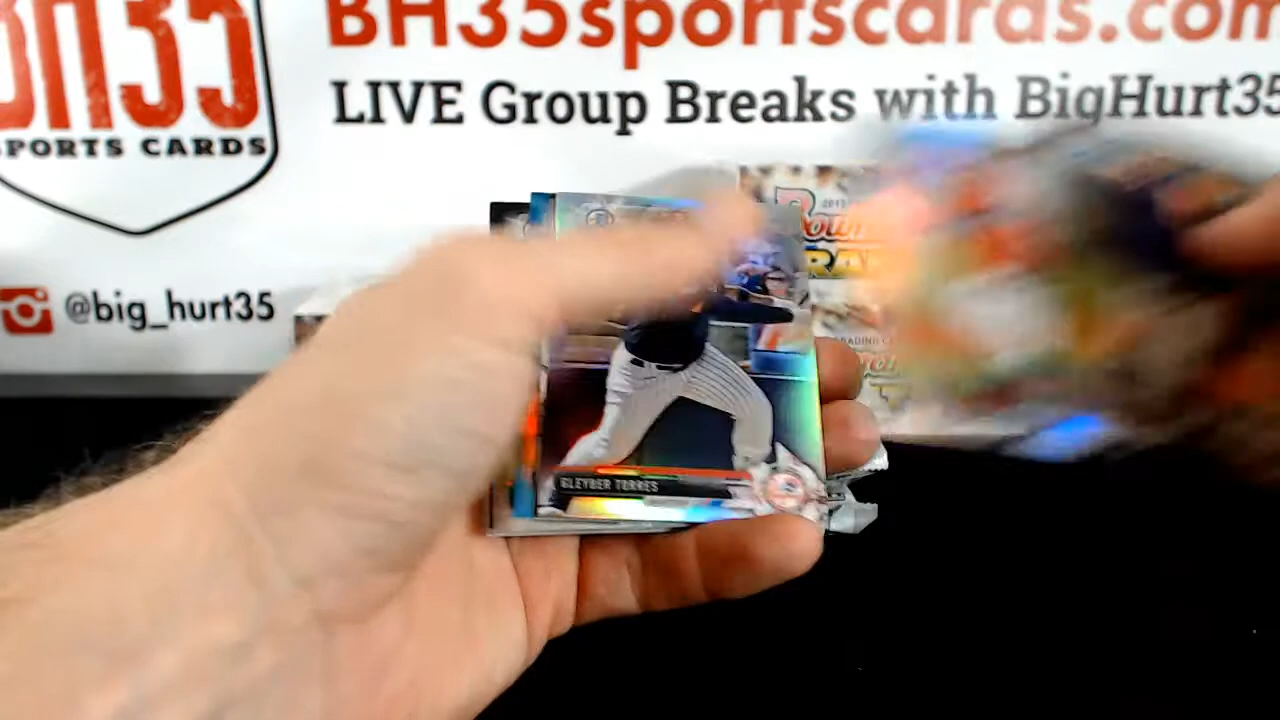 BH35
SPORTS CARDS
BH35sportscards.com
LIVE Group Breaks with BigHurt35
@big_hurt35
GLEYBER TORRES